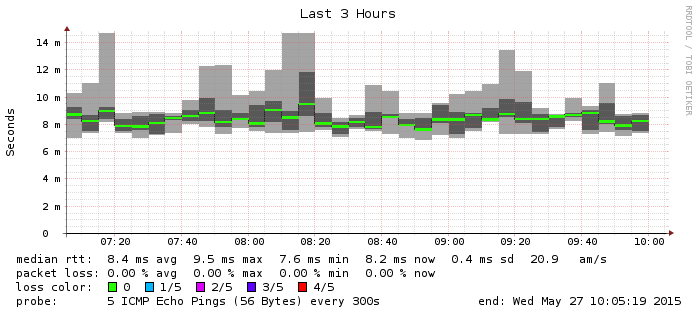 Last 3 Hours
RRDTOOL / TOBI OETIKER
Seconds
14 m
12 m
10 m
8 m
6 m
4 m
2 m
0
07:20 07:40 08:00 08:20 08:40 09:00 09:20 09:40 10:00
median rtt: 8.4 ms avg 9.5 ms max 7.6 ms min 8.2 ms now 0.4 ms sd 20.9 am/s
packet loss: 0.00 % avg 0.00 % max 0.00 % min 0.00 % now
loss color: 0 1/5 2/5 3/5 4/5
probe: 5 ICMP Echo Pings (56 Bytes) every 300s end: Wed May 27 10:05:19 2015